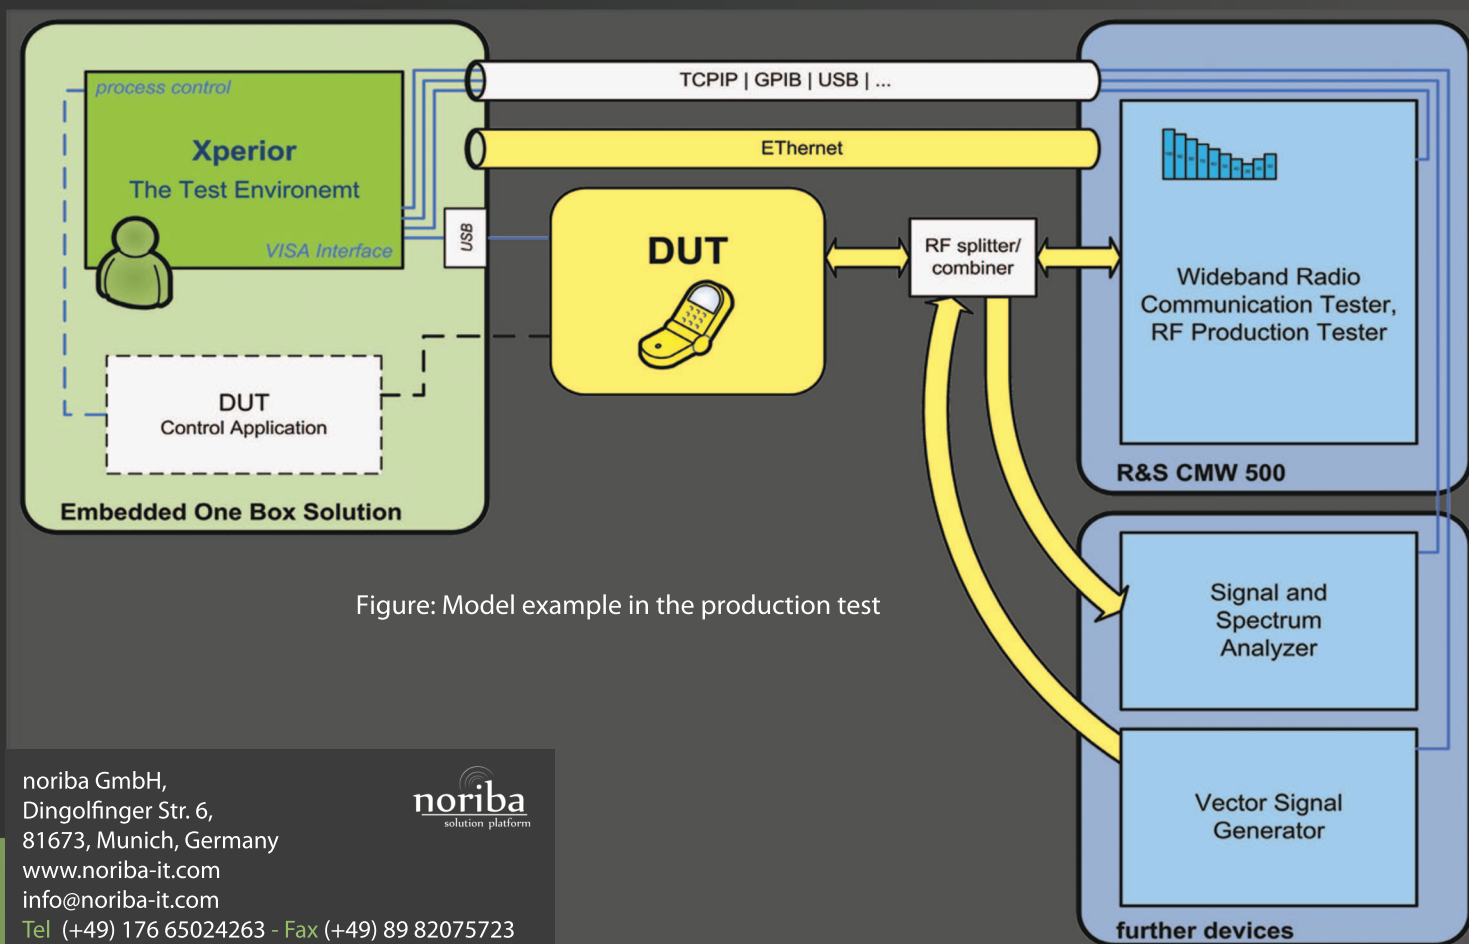 process control
Xperior
The Test Environemt
VISA Interface
USB
DUT
Control Application
Embedded One Box Solution
TCPIP | GPIB | USB | ...
EThernet
DUT
RF splitter/
combiner
Wideband Radio
Communication Tester,
RF Production Tester
R&S CMW 500
Signal and
Spectrum
Analyzer
Vector Signal
Generator
further devices
Figure: Model example in the production test
noriba GmbH,
Dingolfinger Str. 6,
81673, Munich, Germany
www.noriba-it.com
info@noriba-it.com
Tel (+49) 176 65024263 - Fax (+49) 89 82075723
noriba
solution platform